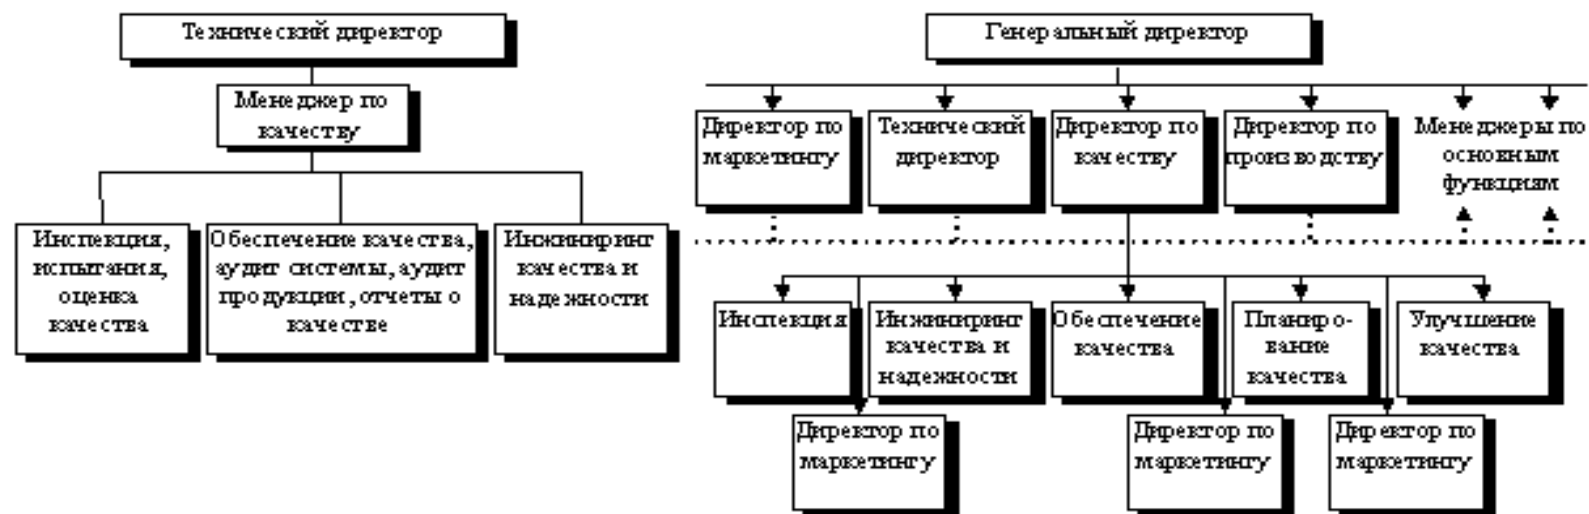 Технический директор
Менеджер по
качеству
Инспекция,
испытания,
оценка
качества
Обеспечение качества,
аудит системы, аудит
продукции, отчеты о
качестве
Инжиниринг
качества и
надежности
Генеральный директор
Директор по
маркетингу
Технический
директор
Директор по
качеству
Директор по
производству
Менеджеры по
основным
функциям
Инспекция
Инжиниринг
качества и
надежности
Обеспечение
качества
Планиро-
вание
качества
Улучшение
качества
Директор по
маркетингу
Директор по
маркетингу
Директор по
маркетингу